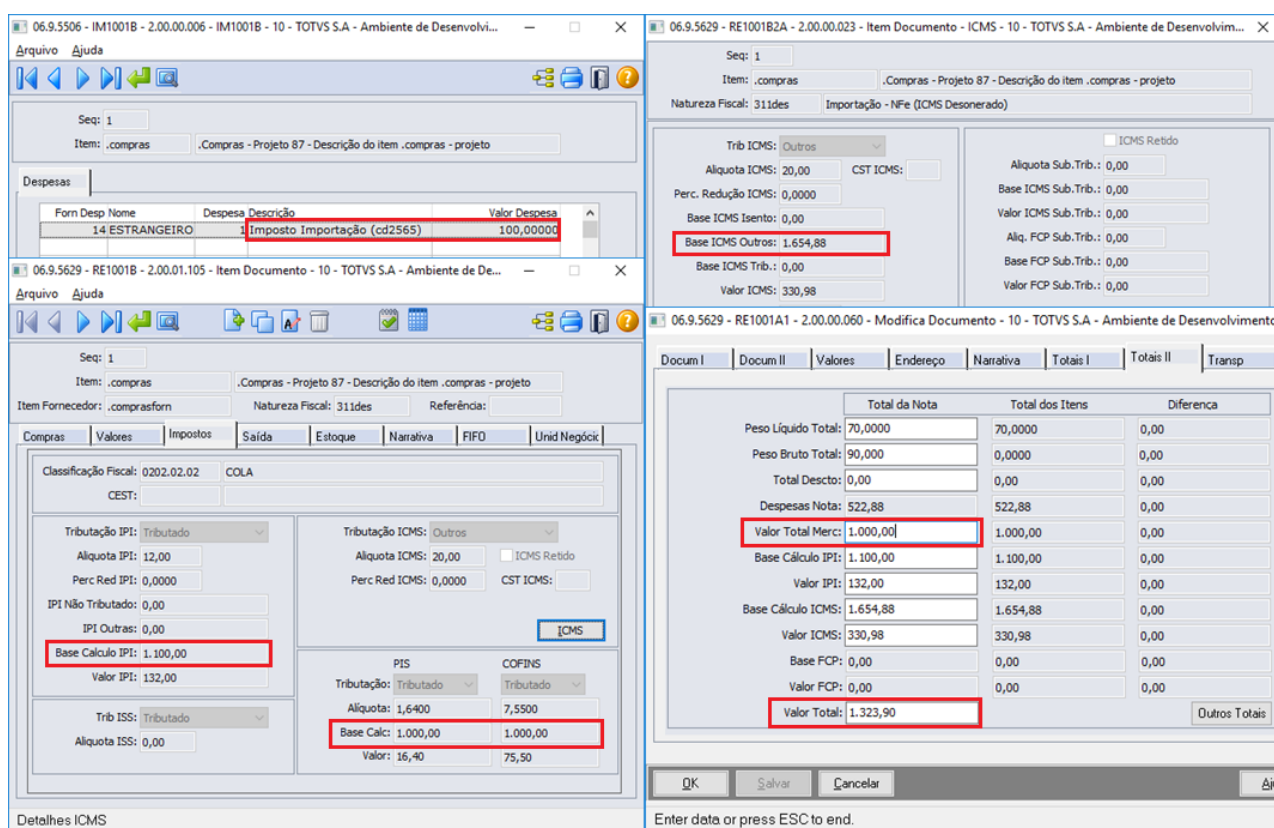 06.9.5506 - IM1001B - 2.00.00.006 - IM1001B - 10 - TOTVS S.A - Ambiente de Desenvolvi...
Arquivo Ajuda
Seq: 1
Item: .compras .Compras - Projeto 87 - Descrição do item .compras - projeto
Despesas
Forn Desp Nome Despesa Descrição Valor Despesa
14 ESTRANGEIRO 1 Imposto Importação (cd2565) 100,00000
06.9.5629 - RE1001B2A - 2.00.00.023 - Item Documento - ICMS - 10 - TOTVS S.A - Ambiente de Desenvolvim...
Seq: 1
Item: .compras .Compras - Projeto 87 - Descrição do item .compras - projeto
Natureza Fiscal: 311des Importação - NFe (ICMS Desonerado)
Trib ICMS: Outros
Aliquota ICMS: 20,00 CST ICMS:
Perc. Redução ICMS: 0,0000
Base ICMS Isento: 0,00
Base ICMS Outros: 1.654,88
Base ICMS Trib.: 0,00
Valor ICMS: 330,98
ICMS Retido
Aliquota Sub.Trib.: 0,00
Base ICMS Sub.Trib.: 0,00
Valor ICMS Sub.Trib.: 0,00
Aliq. FCP Sub.Trib.: 0,00
Base FCP Sub.Trib.: 0,00
Valor FCP Sub.Trib.: 0,00
06.9.5629 - RE1001B - 2.00.01.105 - Item Documento - 10 - TOTVS S.A - Ambiente de De...
Arquivo Ajuda
Seq: 1
Item: .compras .Compras - Projeto 87 - Descrição do item .compras - projeto
Item Fornecedor: .comprasforn Natureza Fiscal: 311des Referência:
Compras Valores Impostos Saída Estoque Narrativa FIFO Unid Negócic
Classificação Fiscal: 0202.02.02 COLA
CEST:
Tributação IPI: Tributado
Aliquota IPI: 12,00
Perc Red IPI: 0,0000
IPI Não Tributado: 0,00
IPI Outras: 0,00
Base Calculo IPI: 1.100,00
Valor IPI: 132,00
Trib ISS: Tributado
Aliquota ISS: 0,00
Tributação ICMS: Outros
Aliquota ICMS: 20,00 ICMS Retido
Perc Red ICMS: 0,0000 CST ICMS:
ICMS
PIS COFINS
Tributação: Tributado Tributado
Alíquota: 1,6400 7,5500
Base Calc: 1.000,00 1.000,00
Valor: 16,40 75,50
Detalhes ICMS
06.9.5629 - RE1001A1 - 2.00.00.060 - Modifica Documento - 10 - TOTVS S.A - Ambiente de Desenvolvimento
Docum I Docum II Valores Endereço Narrativa Totais I Totais II Transp
Total da Nota Total dos Itens Diferença
Peso Líquido Total: 70,0000 70,0000 0,00
Peso Bruto Total: 90,000 0,0000 0,00
Total Descto: 0,00 0,00 0,00
Despesas Nota: 522,88 522,88 0,00
Valor Total Merc: 1.000,00 1.000,00 0,00
Base Cálculo IPI: 1.100,00 1.100,00 0,00
Valor IPI: 132,00 132,00 0,00
Base Cálculo ICMS: 1.654,88 1.654,88 0,00
Valor ICMS: 330,98 330,98 0,00
Base FCP: 0,00 0,00 0,00
Valor FCP: 0,00 0,00 0,00
Valor Total: 1.323,90 Outros Totais
OK Salvar Cancelar Aj
Enter data or press ESC to end.